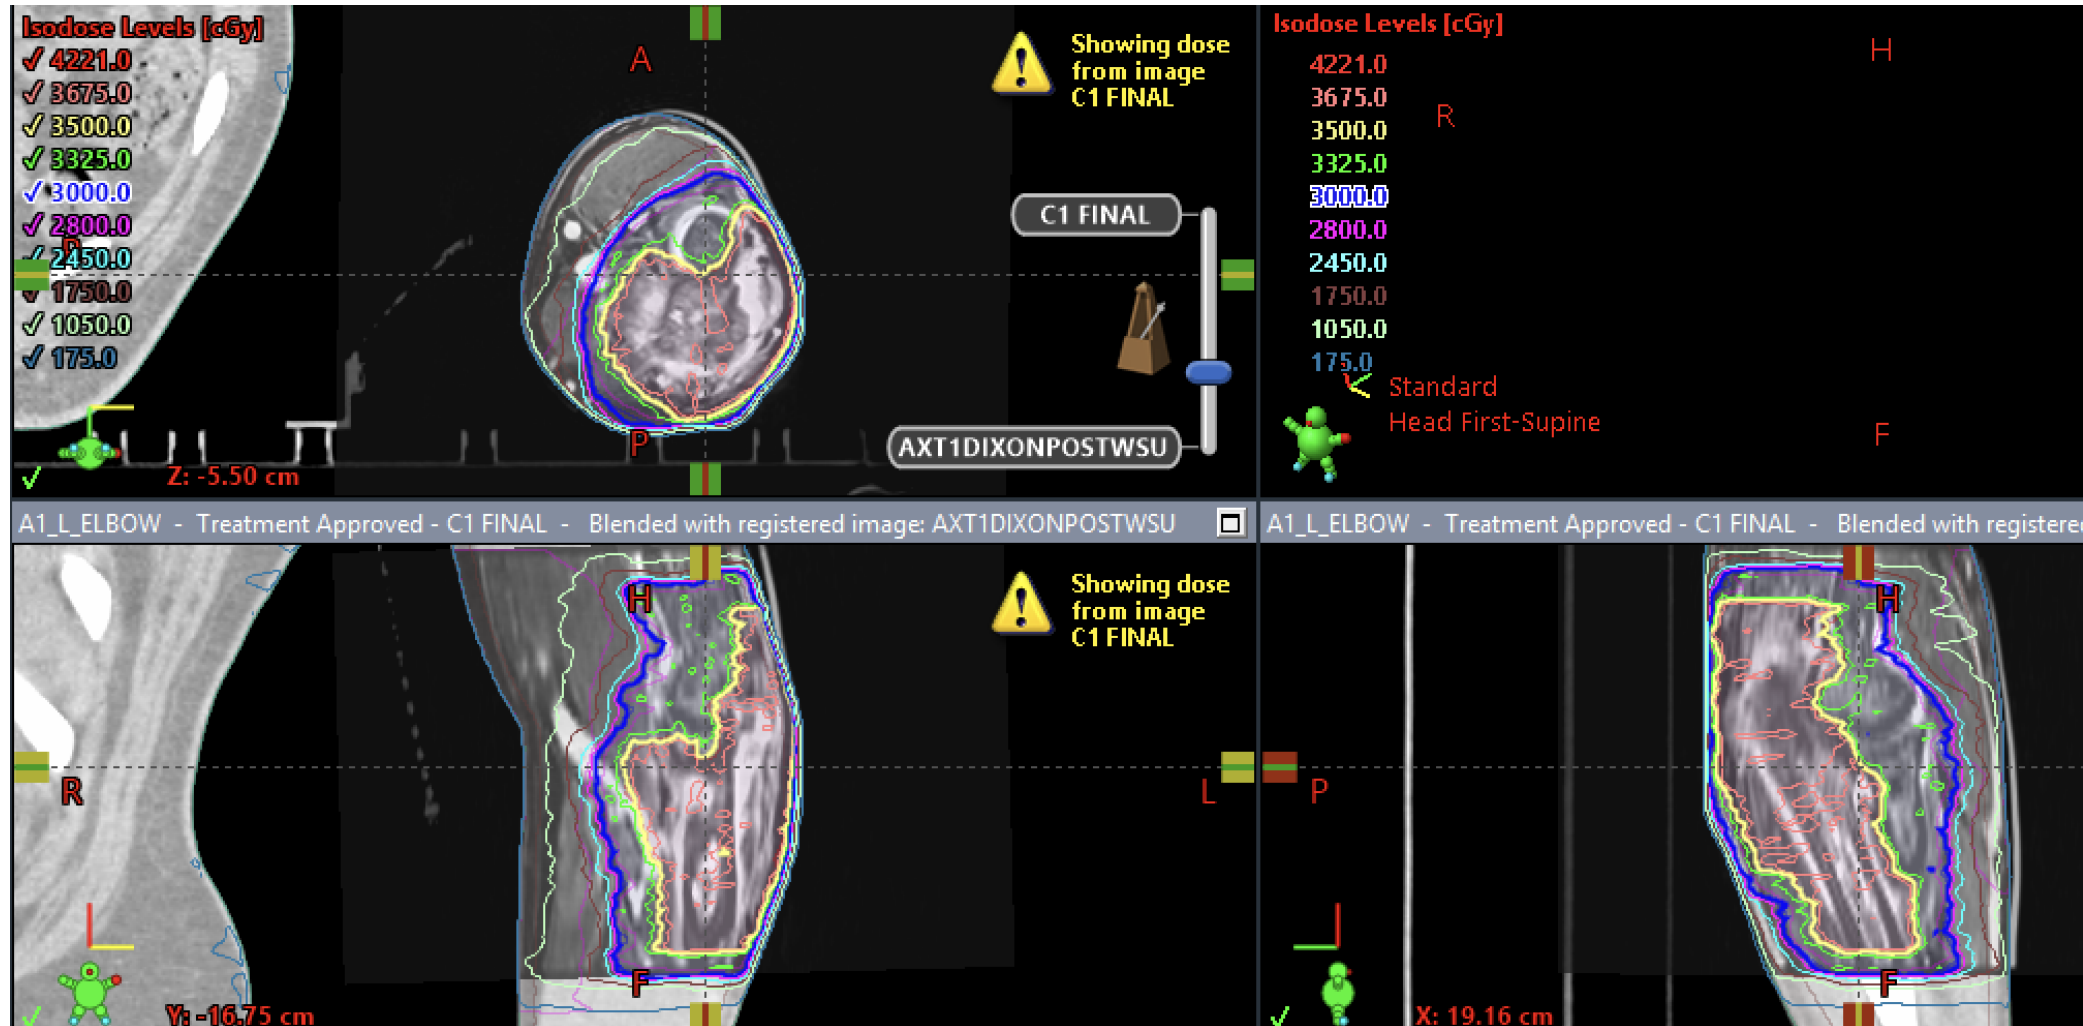 Isodose Levels [cGy]
✓ 4221.0
✓ 3675.0
✓ 3500.0
✓ 3325.0
✓ 3000.0
✓ 2800.0
✓ 2450.0
✓ 1750.0
✓ 1050.0
✓ 175.0
R
A
Showing dose
from image
C1 FINAL
C1 FINAL
AXT1DIXONPOSTWSU
P
Z: -5.50 cm
Isodose Levels [cGy]
4221.0
3675.0
3500.0
3325.0
3000.0
2800.0
2450.0
1750.0
1050.0
175.0
H
R
Standard
Head First-Supine
F
A1_L_ELBOW - Treatment Approved - C1 FINAL - Blended with registered image: AXT1DIXONPOSTWSU
H
Showing dose
from image
C1 FINAL
R
L
F
Y: -16.75 cm
A1_L_ELBOW - Treatment Approved - C1 FINAL - Blended with registere
H
P
F
X: 19.16 cm